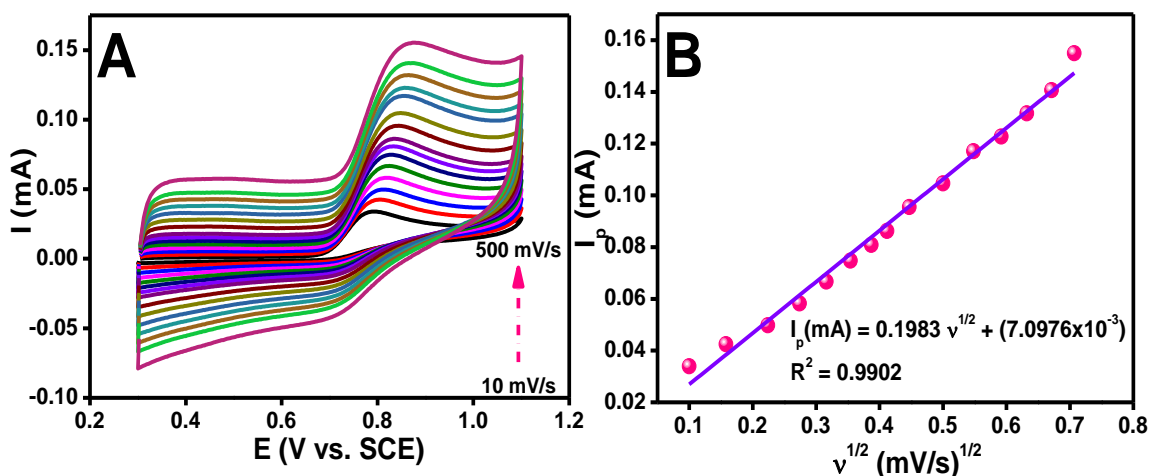 A
I (mA)
0.15
0.10
0.05
0.00
-0.05
-0.10
0.2
0.4
0.6
0.8
1.0
1.2
E (V vs. SCE)
500 mV/s
10 mV/s
B
Iₚ(mA)
0.16
0.14
0.12
0.10
0.08
0.06
0.04
0.02
0.1
0.2
0.3
0.4
0.5
0.6
0.7
0.8
ν^1/2 (mV/s)^1/2
Iₚ(mA) = 0.1983 ν^1/2 + (7.0976x10^-3)
R² = 0.9902